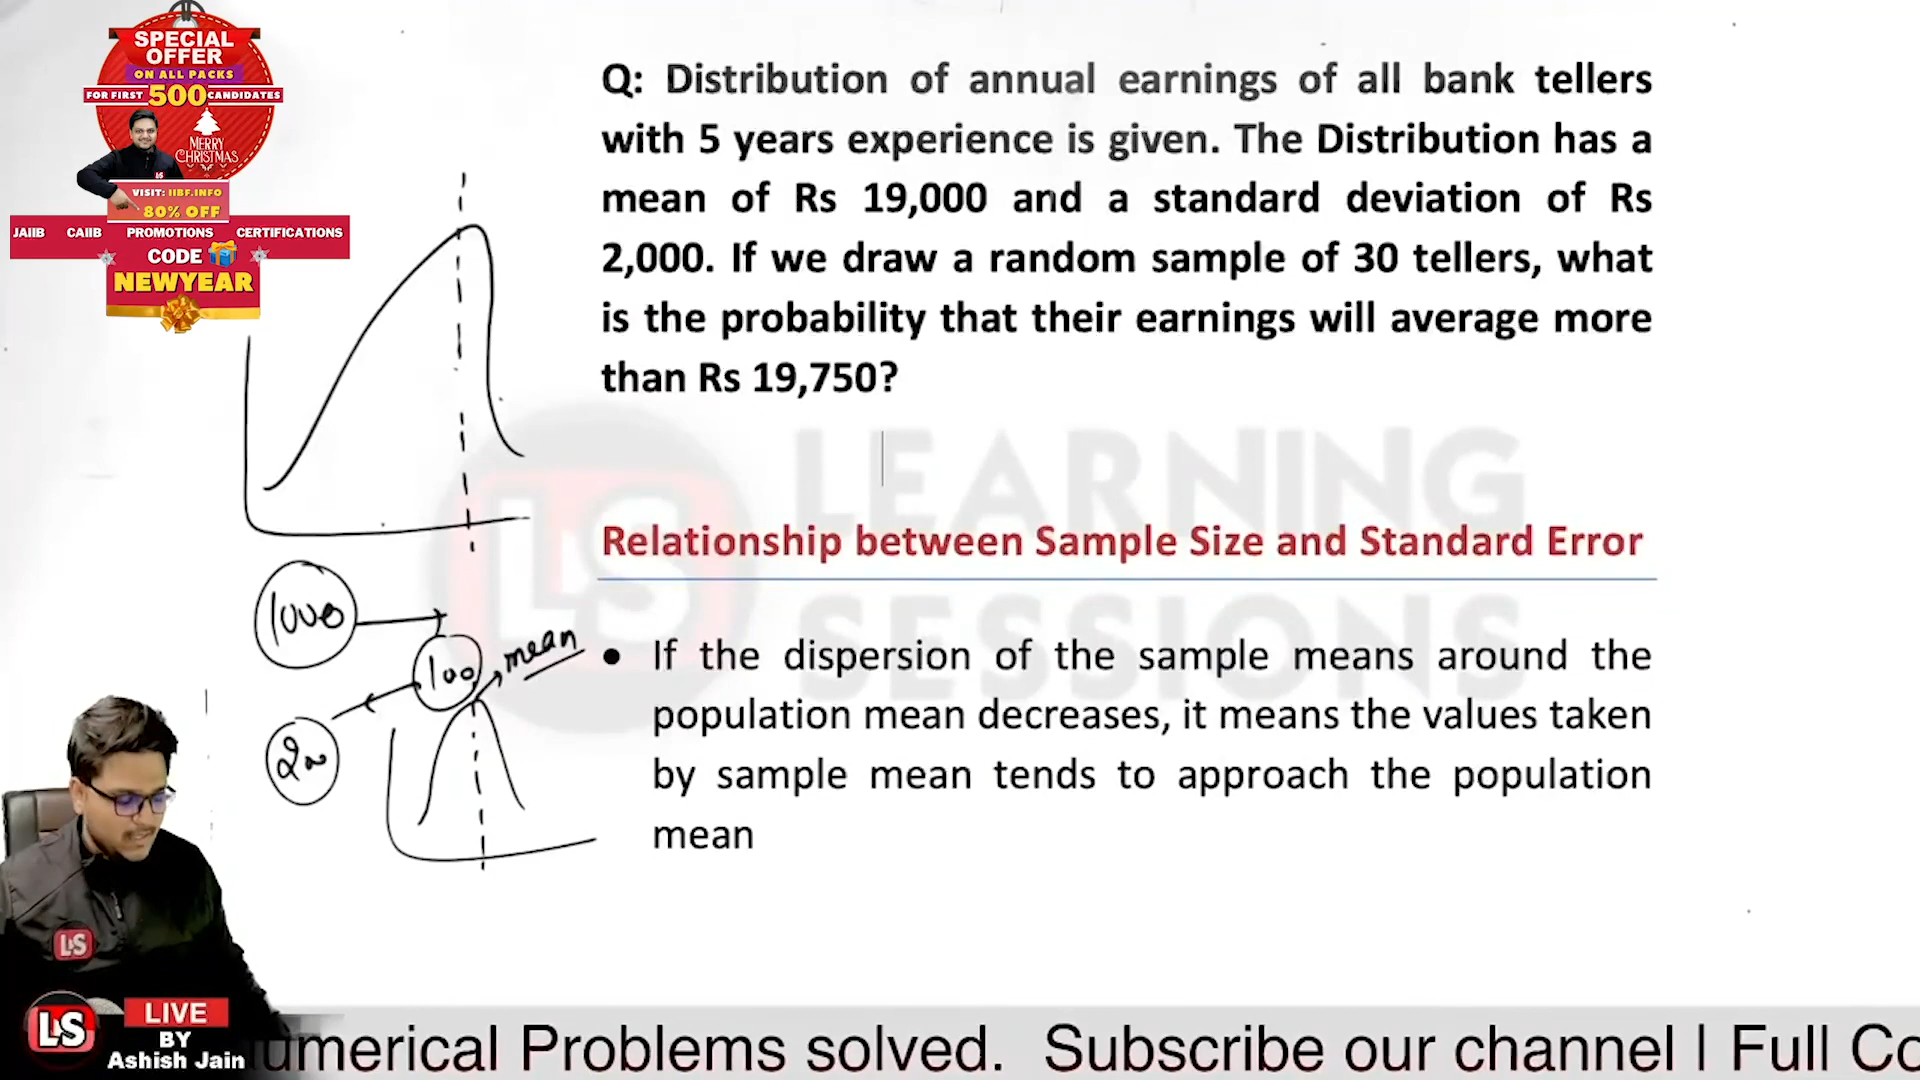 SPECIAL
OFFER
ON ALL PACKS
FOR FIRST 500 CANDIDATES
MERRY
CHRISTMAS
LS
VISIT: IIBF.INFO
80% OFF
JAIIB CAIIB PROMOTIONS CERTIFICATIONS
CODE
NEWYEAR
Q: Distribution of annual earnings of all bank tellers
with 5 years experience is given. The Distribution has a
mean of Rs 19,000 and a standard deviation of Rs
2,000. If we draw a random sample of 30 tellers, what
is the probability that their earnings will average more
than Rs 19,750?
LS LEARNING
SESSIONS
Relationship between Sample Size and Standard Error
1000
100
mean
• If the dispersion of the sample means around the
population mean decreases, it means the values taken
by sample mean tends to approach the population
mean
LS
LS
LIVE
BY
Ashish Jain
umerical Problems solved. Subscribe our channel | Full Co